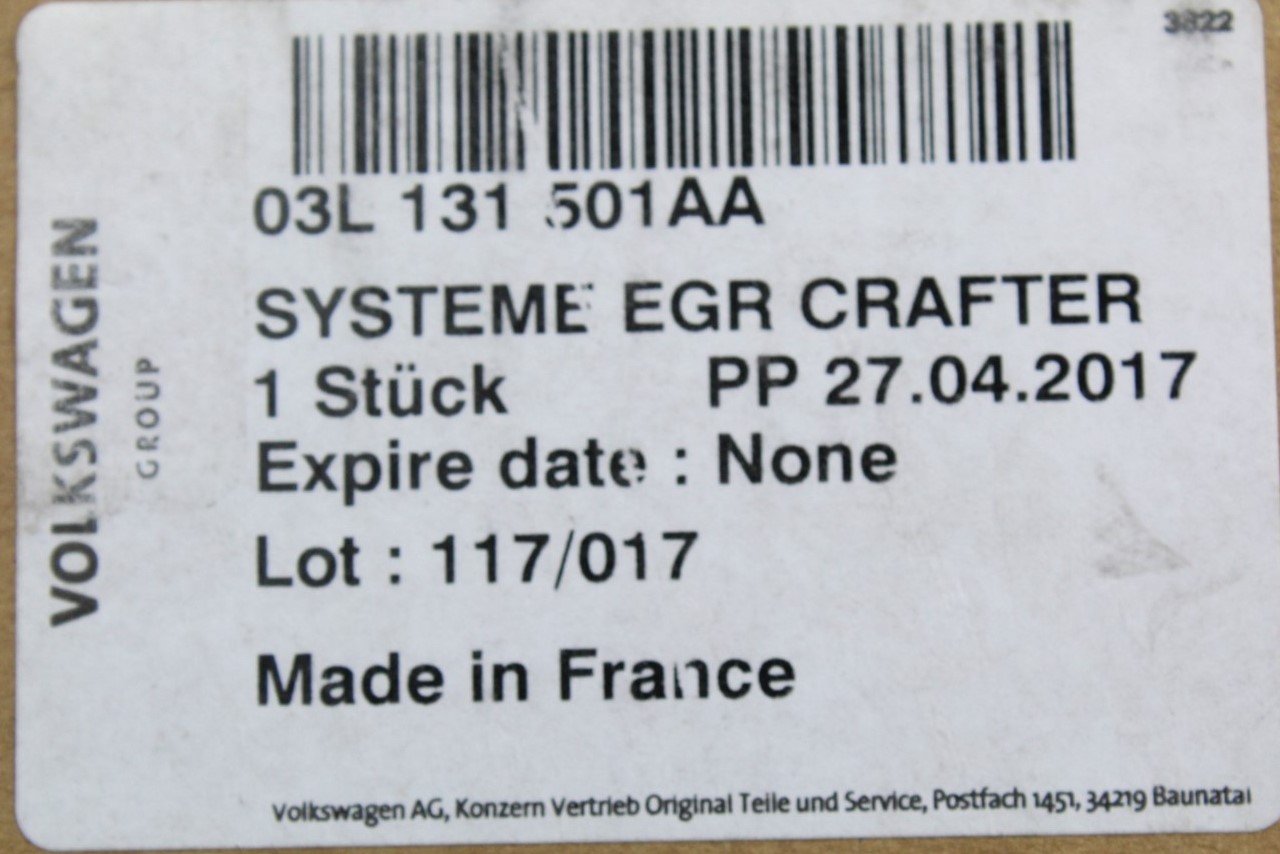 3822
03L 131 501AA
SYSTEME EGR CRAFTER
1 Stück PP 27.04.2017
Expire date : None
Lot : 117/017
Made in France
Volkswagen AG, Konzern Vertrieb Original Teile und Service, Postfach 1451, 34219 Baunatal
VOLKSWAGEN
GROUP